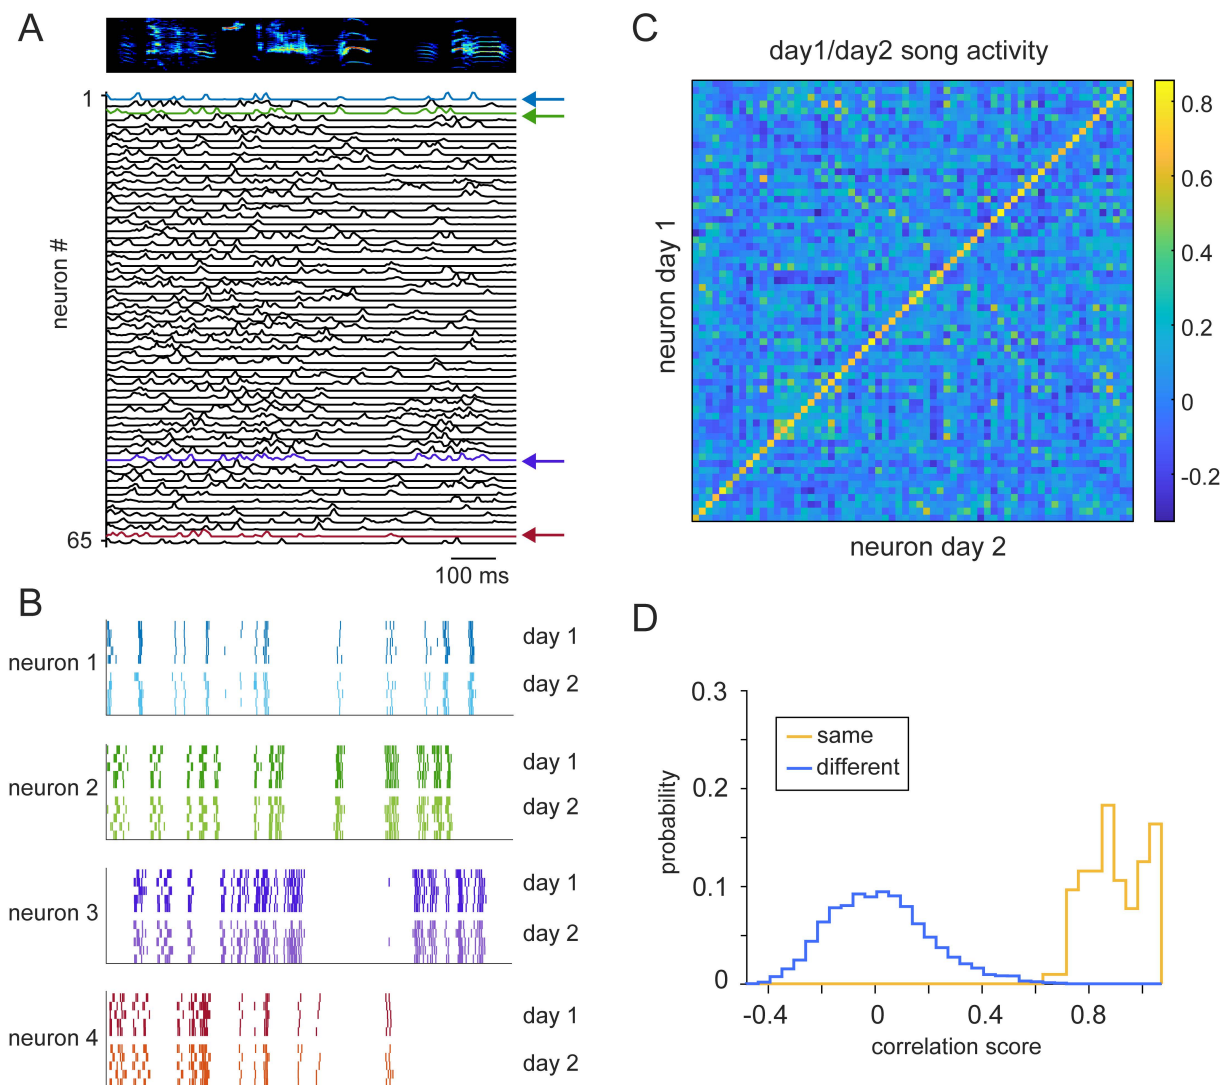 A
1
neuron #
65
100 ms
B
neuron 1
day 1
day 2
neuron 2
day 1
day 2
neuron 3
day 1
day 2
neuron 4
day 1
day 2
C
day1/day2 song activity
neuron day 1
neuron day 2
0.8
0.6
0.4
0.2
0
-0.2
D
0.3
0.2
0.1
0
probability
same
different
-0.4
0
0.4
0.8
correlation score